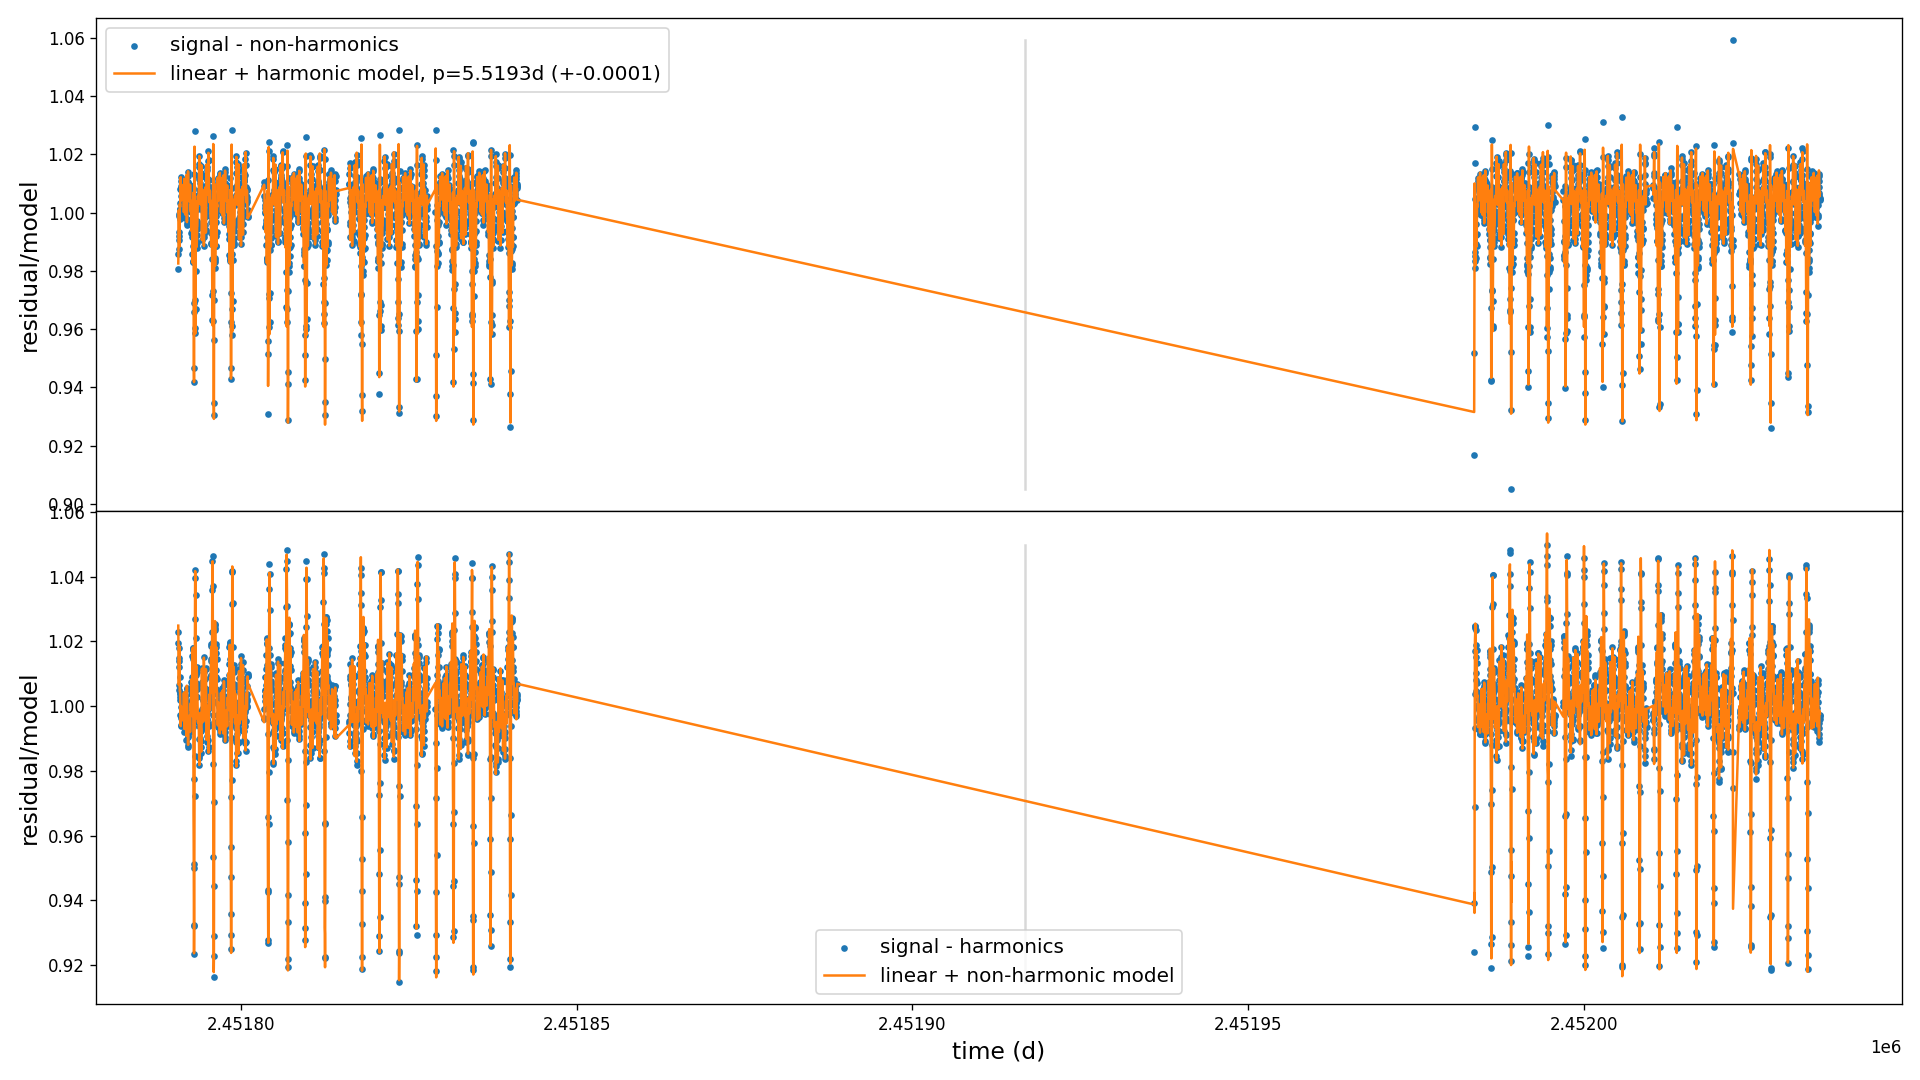 signal - non-harmonics
linear + harmonic model, p=5.5193d (+-0.0001)
residual/model
1.06
1.04
1.02
1.00
0.98
0.96
0.94
0.92
0.90
residual/model
1.06
1.04
1.02
1.00
0.98
0.96
0.94
0.92
signal - harmonics
linear + non-harmonic model
2.45180
2.45185
2.45190
2.45195
2.45200
time (d)
1e6